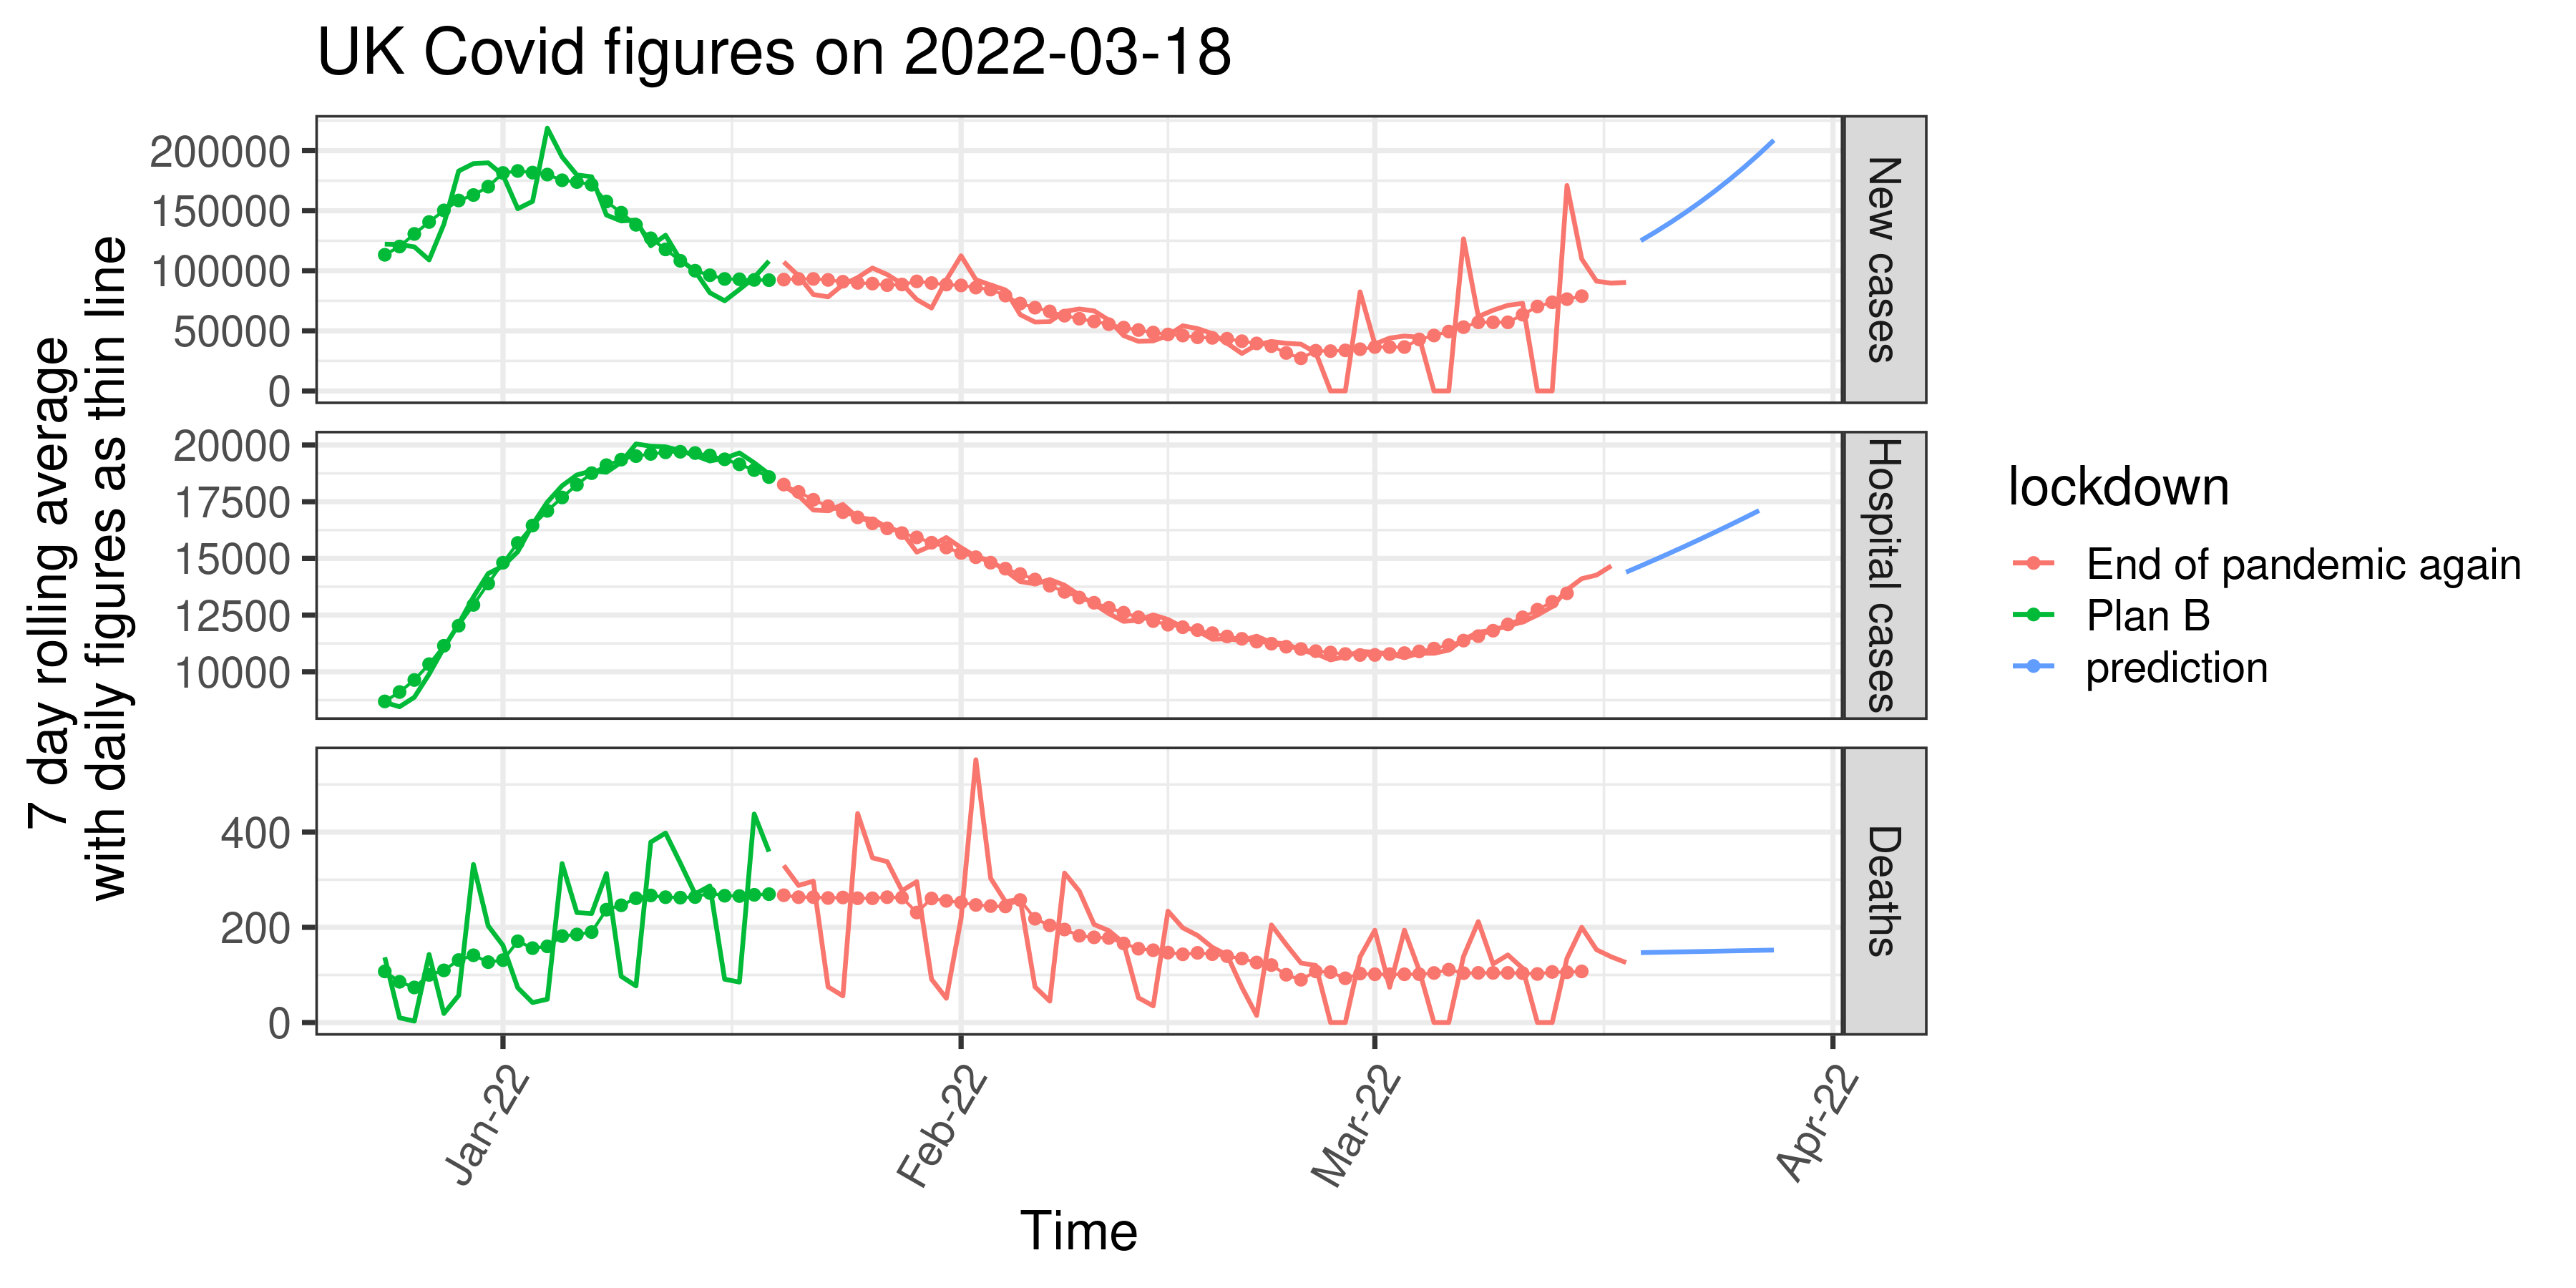 UK Covid figures on 2022-03-18
7 day rolling average
with daily figures as thin line
200000
150000
100000
50000
0
New cases
20000
17500
15000
12500
10000
Hospital cases
400
200
0
Deaths
Jan-22
Feb-22
Mar-22
Apr-22
Time
lockdown
End of pandemic again
Plan B
prediction